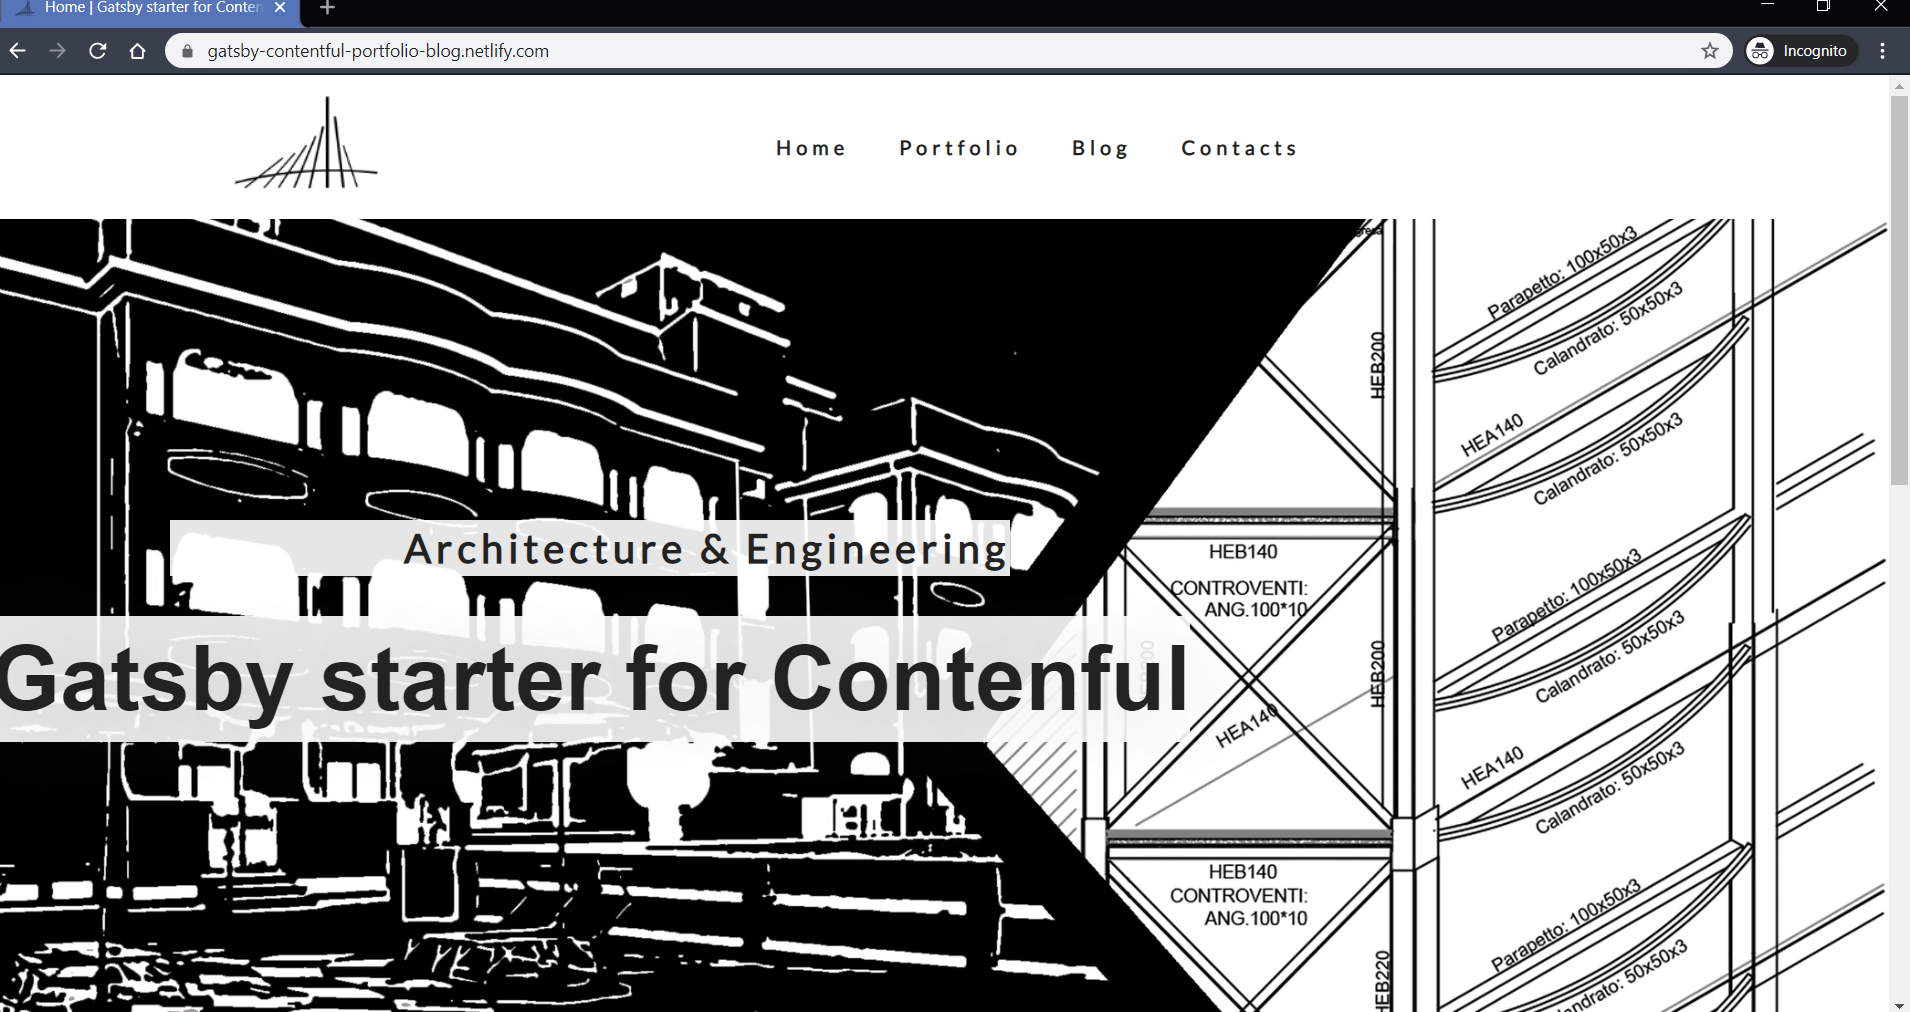 Home | Gatsby starter for Conten
gatsby-contentful-portfolio-blog.netlify.com
Incognito
Home Portfolio Blog Contacts
Architecture & Engineering
Gatsby starter for Contenful
HEB140
CONTROVENTI:
ANG.100*10
HEA140
HEB140
CONTROVENTI:
ANG.100*10
HEB200
HEB200
HEB220
Parapetto: 100x50x3
Calandrato: 50x50x3
HEA140
Calandrato: 50x50x3
Parapetto: 100x50x3
Calandrato: 50x50x3
HEA140
Calandrato: 50x50x3
Parapetto: 100x50x3
Calandrato: 50x50x3